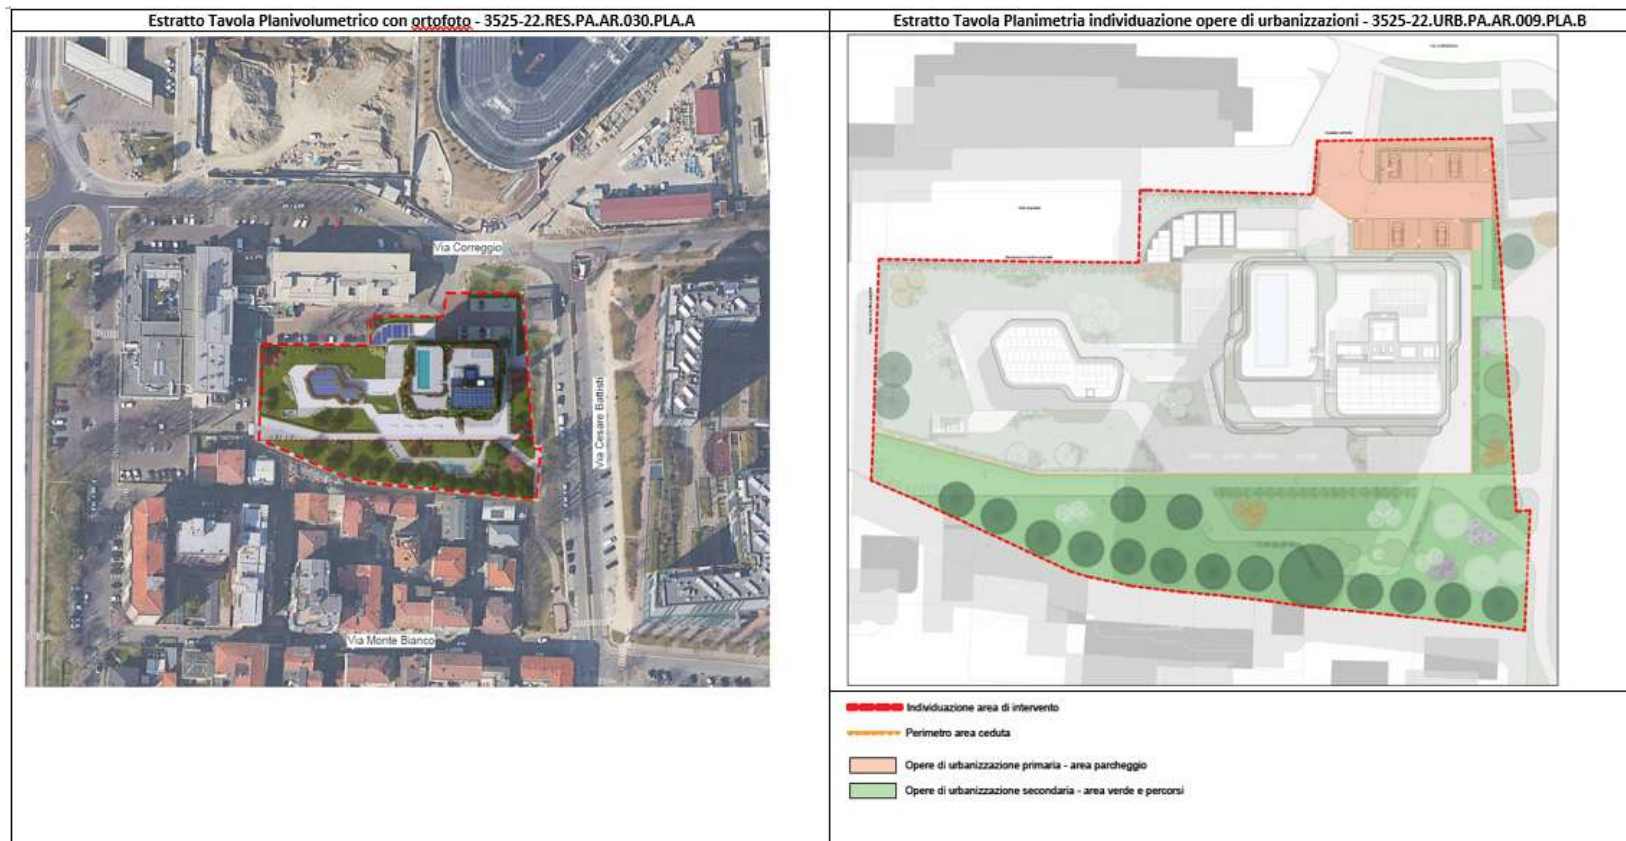 Estratto Tavola Planivolumetrico con ortofoto - 3525-22.RES.PA.AR.030.PLA.A
Estratto Tavola Planimetria individuazione opere di urbanizzazioni - 3525-22.URB.PA.AR.009.PLA.B
Via Correggio
Via Cesare Battisti
Via Monte Bianco
Individuazione area di intervento
Perimetro area ceduta
Opere di urbanizzazione primaria - area parcheggio
Opere di urbanizzazione secondaria - area verde e percorsi